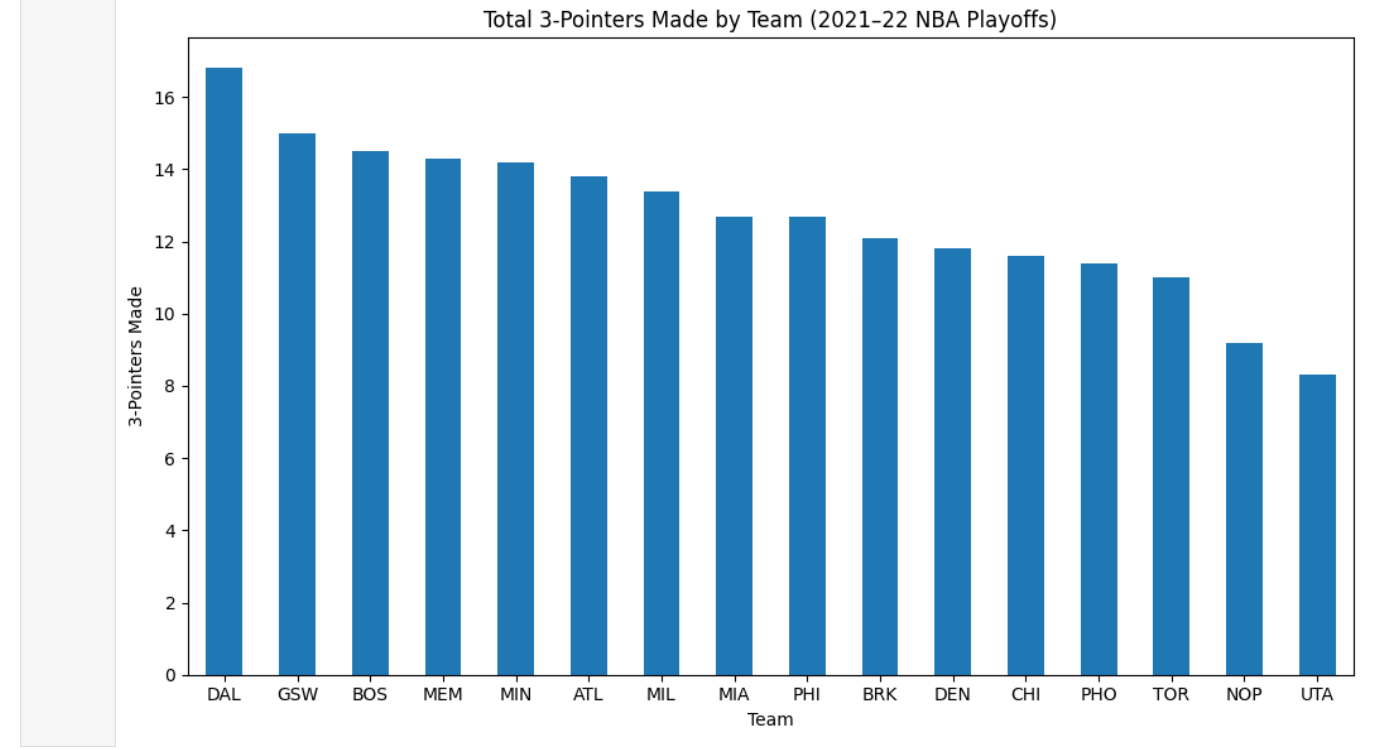 Total 3-Pointers Made by Team (2021–22 NBA Playoffs)
3-Pointers Made
16
14
12
10
8
6
4
2
0
DAL GSW BOS MEM MIN ATL MIL MIA PHI BRK DEN CHI PHO TOR NOP UTA
Team